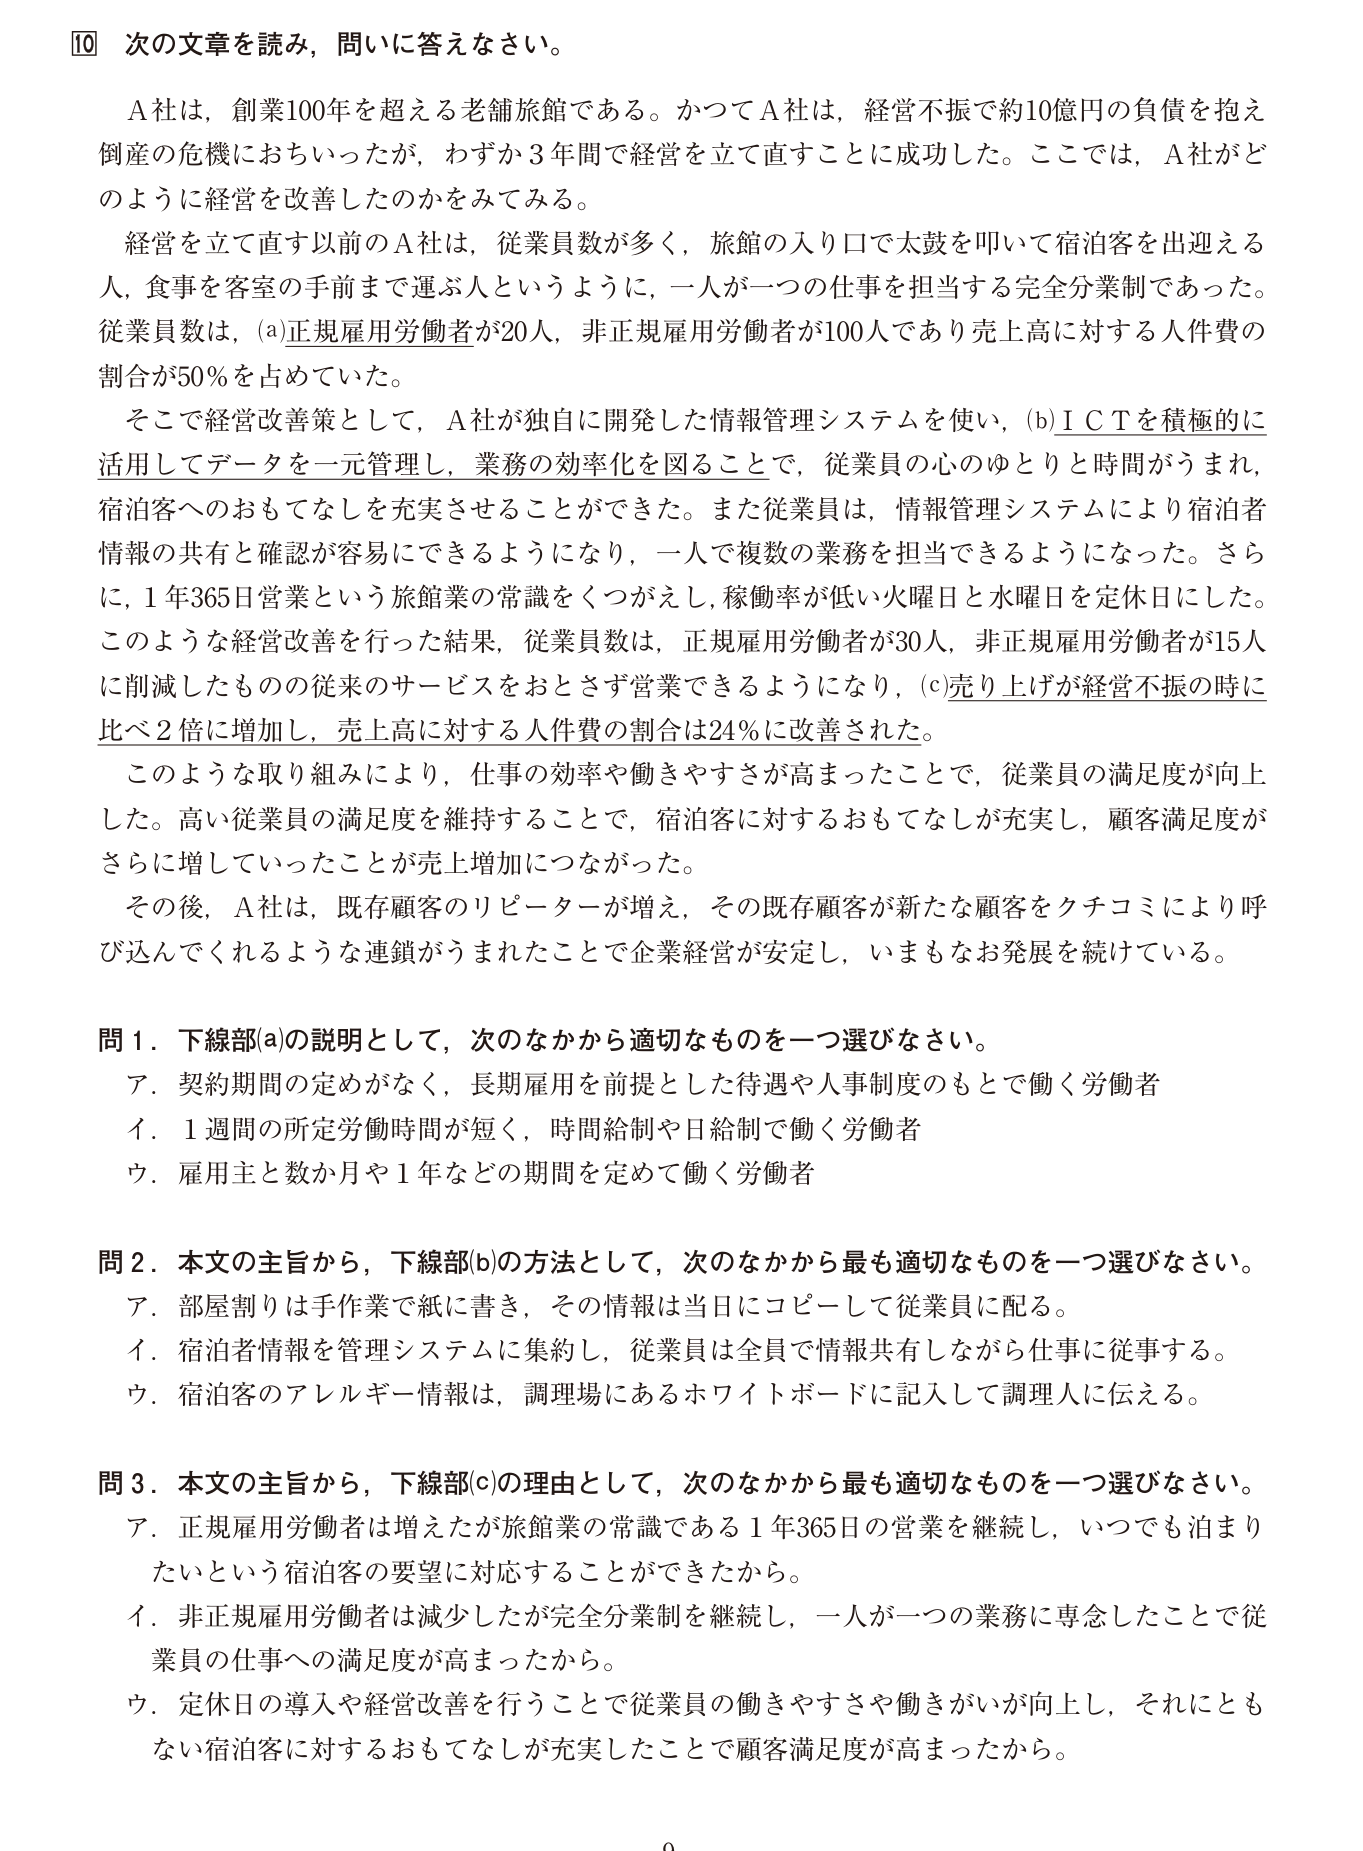 10 次の文章を読み，問いに答えなさい。
A社は，創業100年を超える老舗旅館である。かつてA社は，経営不振で約10億円の負債を抱え
倒産の危機におちいったが，わずか３年間で経営を立て直すことに成功した。ここでは，A社がど
のように経営を改善したのかをみてみる。
経営を立て直す以前のA社は，従業員数が多く，旅館の入り口で太鼓を叩いて宿泊客を出迎える
人，食事を客室の手前まで運ぶ人というように，一人が一つの仕事を担当する完全分業制であった。
従業員数は，(a)正規雇用労働者が20人，非正規雇用労働者が100人であり売上高に対する人件費の
割合が50％を占めていた。
そこで経営改善策として，A社が独自に開発した情報管理システムを使い，(b)ＩＣＴを積極的に
活用してデータを一元管理し，業務の効率化を図ることで，従業員の心のゆとりと時間がうまれ，
宿泊客へのおもてなしを充実させることができた。また従業員は，情報管理システムにより宿泊者
情報の共有と確認が容易にできるようになり，一人で複数の業務を担当できるようになった。さら
に，１年365日営業という旅館業の常識をくつがえし，稼働率が低い火曜日と水曜日を定休日にした。
このような経営改善を行った結果，従業員数は，正規雇用労働者が30人，非正規雇用労働者が15人
に削減したものの従来のサービスをおとさず営業できるようになり，(c)売り上げが経営不振の時に
比べ２倍に増加し，売上高に対する人件費の割合は24％に改善された。
このような取り組みにより，仕事の効率や働きやすさが高まったことで，従業員の満足度が向上
した。高い従業員の満足度を維持することで，宿泊客に対するおもてなしが充実し，顧客満足度が
さらに増していったことが売上増加につながった。
その後，A社は，既存顧客のリピーターが増え，その既存顧客が新たな顧客をクチコミにより呼
び込んでくれるような連鎖がうまれたことで企業経営が安定し，いまもなお発展を続けている。
問１．下線部(a)の説明として，次のなかから適切なものを一つ選びなさい。
ア．契約期間の定めがなく，長期雇用を前提とした待遇や人事制度のもとで働く労働者
イ．１週間の所定労働時間が短く，時間給制や日給制で働く労働者
ウ．雇用主と数か月や１年などの期間を定めて働く労働者
問２．本文の主旨から，下線部(b)の方法として，次のなかから最も適切なものを一つ選びなさい。
ア．部屋割りは手作業で紙に書き，その情報は当日にコピーして従業員に配る。
イ．宿泊者情報を管理システムに集約し，従業員は全員で情報共有しながら仕事に従事する。
ウ．宿泊客のアレルギー情報は，調理場にあるホワイトボードに記入して調理人に伝える。
問３．本文の主旨から，下線部(c)の理由として，次のなかから最も適切なものを一つ選びなさい。
ア．正規雇用労働者は増えたが旅館業の常識である１年365日の営業を継続し，いつでも泊まり
たいという宿泊客の要望に対応することができたから。
イ．非正規雇用労働者は減少したが完全分業制を継続し，一人が一つの業務に専念したことで従
業員の仕事への満足度が高まったから。
ウ．定休日の導入や経営改善を行うことで従業員の働きやすさや働きがいが向上し，それにとも
ない宿泊客に対するおもてなしが充実したことで顧客満足度が高まったから。